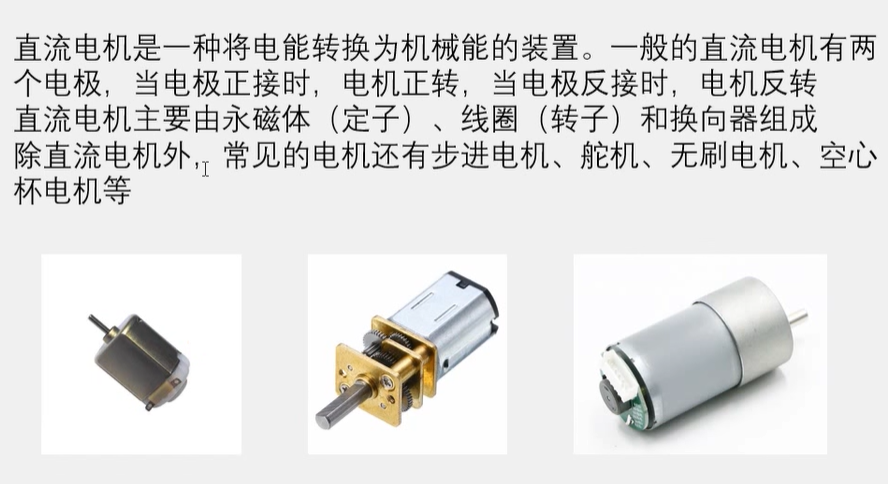 直流电机是一种将电能转换为机械能的装置。一般的直流电机有两
个电极，当电极正接时，电机正转，当电极反接时，电机反转
直流电机主要由永磁体（定子）、线圈（转子）和换向器组成
除直流电机外，常见的电机还有步进电机、舵机、无刷电机、空心
杯电机等